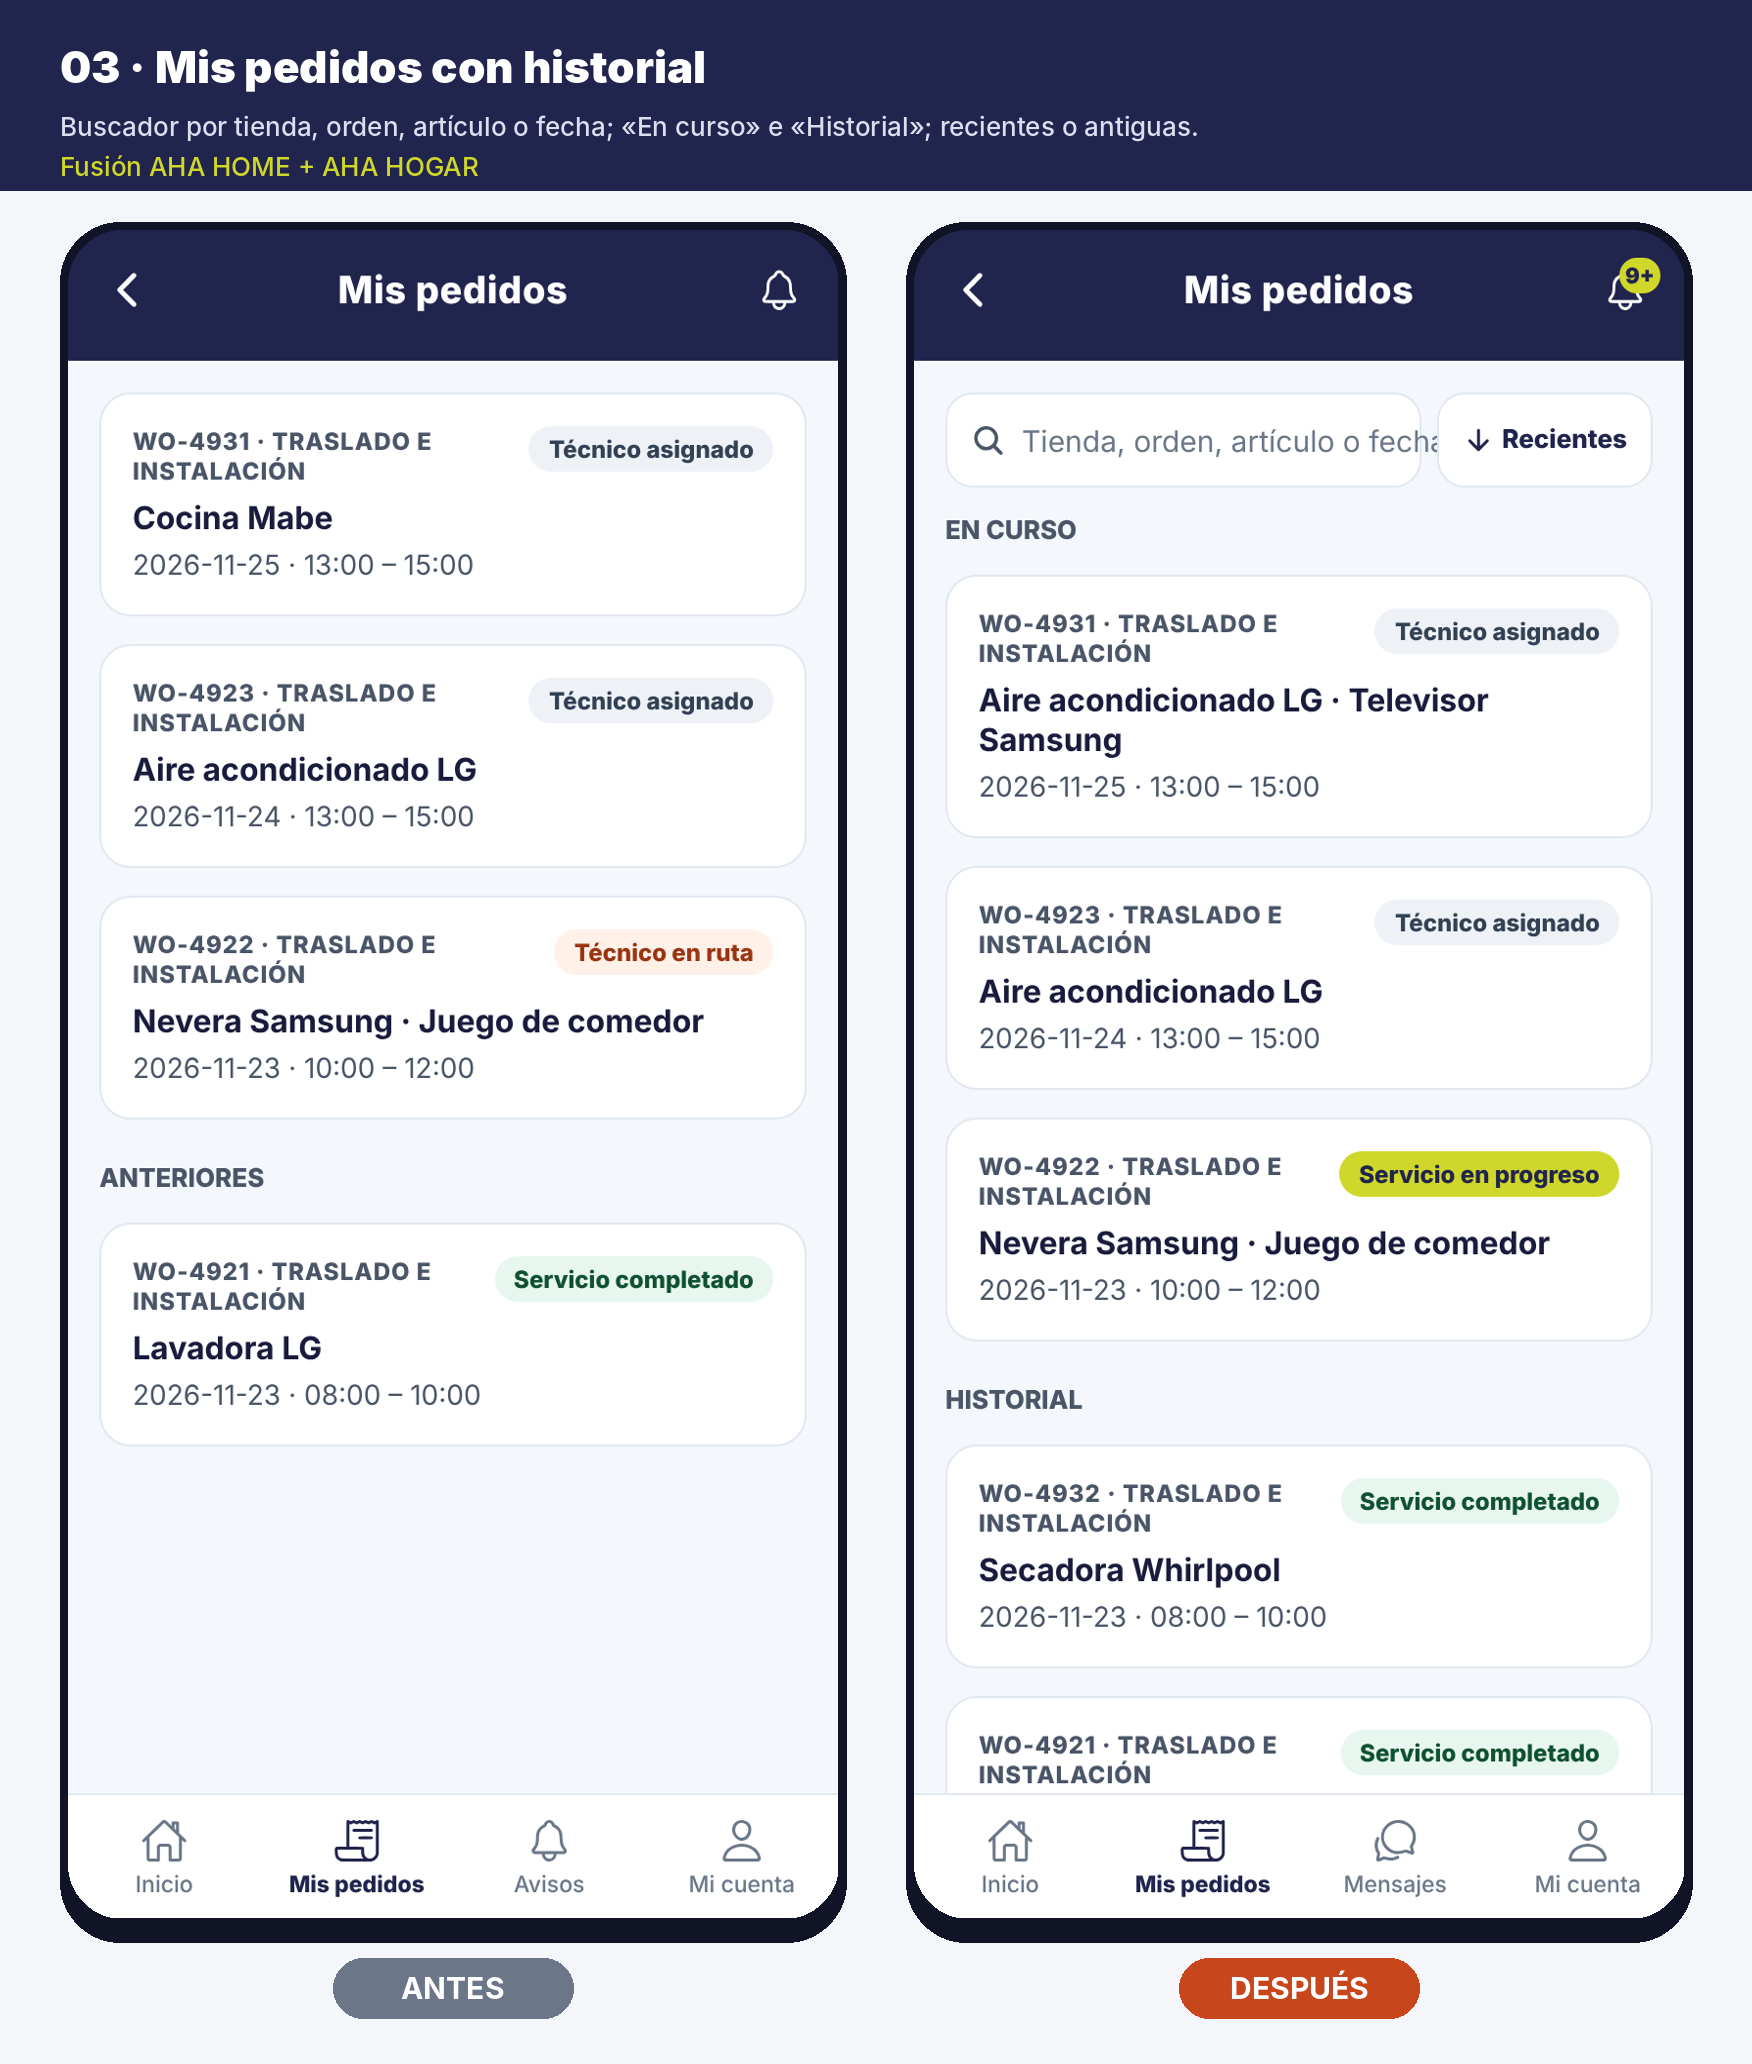 03 · Mis pedidos con historial
Buscador por tienda, orden, artículo o fecha; «En curso» e «Historial»; recientes o antiguas.
Fusión AHA HOME + AHA HOGAR
Mis pedidos
WO-4931 · TRASLADO E
INSTALACIÓN
Técnico asignado
Cocina Mabe
2026-11-25 · 13:00 – 15:00
WO-4923 · TRASLADO E
INSTALACIÓN
Técnico asignado
Aire acondicionado LG
2026-11-24 · 13:00 – 15:00
WO-4922 · TRASLADO E
INSTALACIÓN
Técnico en ruta
Nevera Samsung · Juego de comedor
2026-11-23 · 10:00 – 12:00
ANTERIORES
WO-4921 · TRASLADO E
INSTALACIÓN
Servicio completado
Lavadora LG
2026-11-23 · 08:00 – 10:00
Inicio
Mis pedidos
Avisos
Mi cuenta
ANTES
Mis pedidos
9+
Tienda, orden, artículo o fecha
Recientes
EN CURSO
WO-4931 · TRASLADO E
INSTALACIÓN
Técnico asignado
Aire acondicionado LG · Televisor
Samsung
2026-11-25 · 13:00 – 15:00
WO-4923 · TRASLADO E
INSTALACIÓN
Técnico asignado
Aire acondicionado LG
2026-11-24 · 13:00 – 15:00
WO-4922 · TRASLADO E
INSTALACIÓN
Servicio en progreso
Nevera Samsung · Juego de comedor
2026-11-23 · 10:00 – 12:00
HISTORIAL
WO-4932 · TRASLADO E
INSTALACIÓN
Servicio completado
Secadora Whirlpool
2026-11-23 · 08:00 – 10:00
WO-4921 · TRASLADO E
INSTALACIÓN
Servicio completado
Inicio
Mis pedidos
Mensajes
Mi cuenta
DESPUÉS